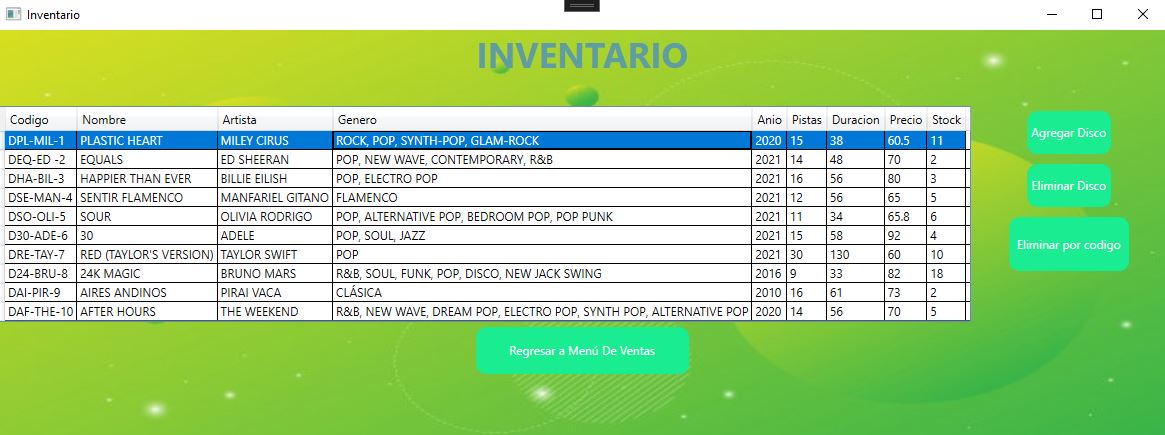 Inventario
INVENTARIO
Codigo Nombre Artista Genero Anio Pistas Duracion Precio Stock
DPL-MIL-1 PLASTIC HEART MILEY CIRUS ROCK, POP, SYNTH-POP, GLAM-ROCK 2020 15 38 60.5 11
DEQ-ED -2 EQUALS ED SHEERAN POP, NEW WAVE, CONTEMPORARY, R&B 2021 14 48 70 2
DHA-BIL-3 HAPPIER THAN EVER BILLIE EILISH POP, ELECTRO POP 2021 16 56 80 3
DSE-MAN-4 SENTIR FLAMENCO MANFARIEL GITANO FLAMENCO 2021 12 56 65 5
DSO-OLI-5 SOUR OLIVIA RODRIGO POP, ALTERNATIVE POP, BEDROOM POP, POP PUNK 2021 11 34 65.8 6
D30-ADE-6 30 ADELE POP, SOUL, JAZZ 2021 15 58 92 4
DRE-TAY-7 RED (TAYLOR'S VERSION) TAYLOR SWIFT POP 2021 30 130 60 10
D24-BRU-8 24K MAGIC BRUNO MARS R&B, SOUL, FUNK, POP, DISCO, NEW JACK SWING 2016 9 33 82 18
DAI-PIR-9 AIRES ANDINOS PIRAI VACA CLÁSICA 2010 16 61 73 2
DAF-THE-10 AFTER HOURS THE WEEKEND R&B, NEW WAVE, DREAM POP, ELECTRO POP, SYNTH POP, ALTERNATIVE POP 2020 14 56 70 5
Agregar Disco
Eliminar Disco
Eliminar por codigo
Regresar a Menú De Ventas